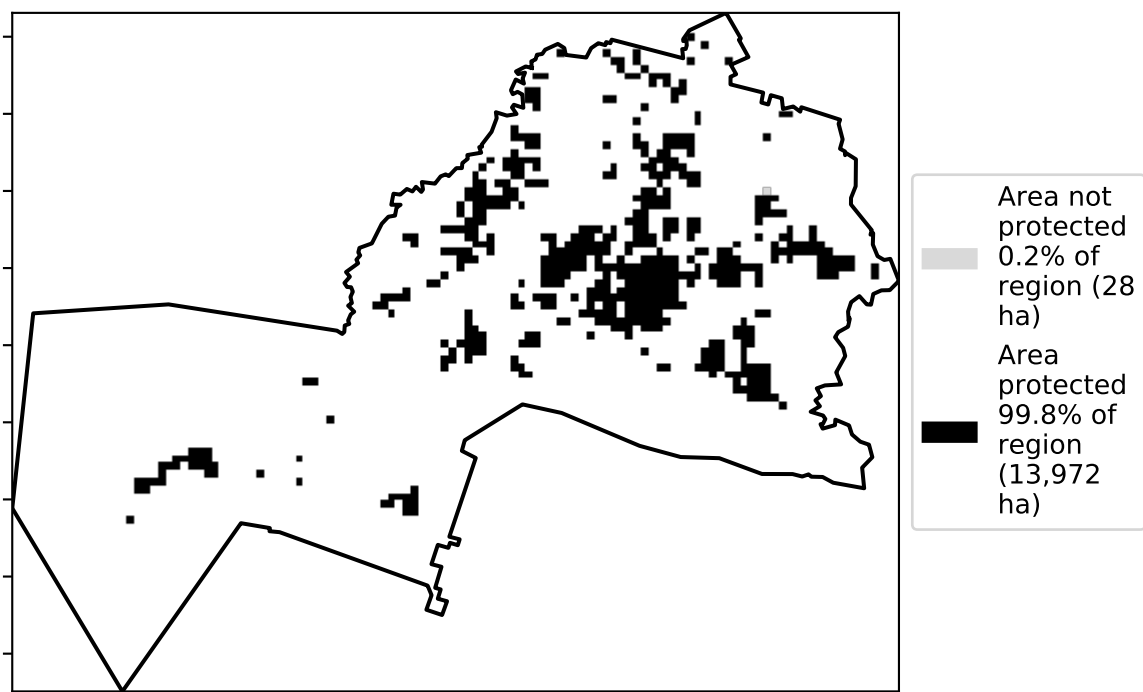 Area not
protected
0.2% of
region (28
ha)
Area
protected
99.8% of
region
(13,972
ha)